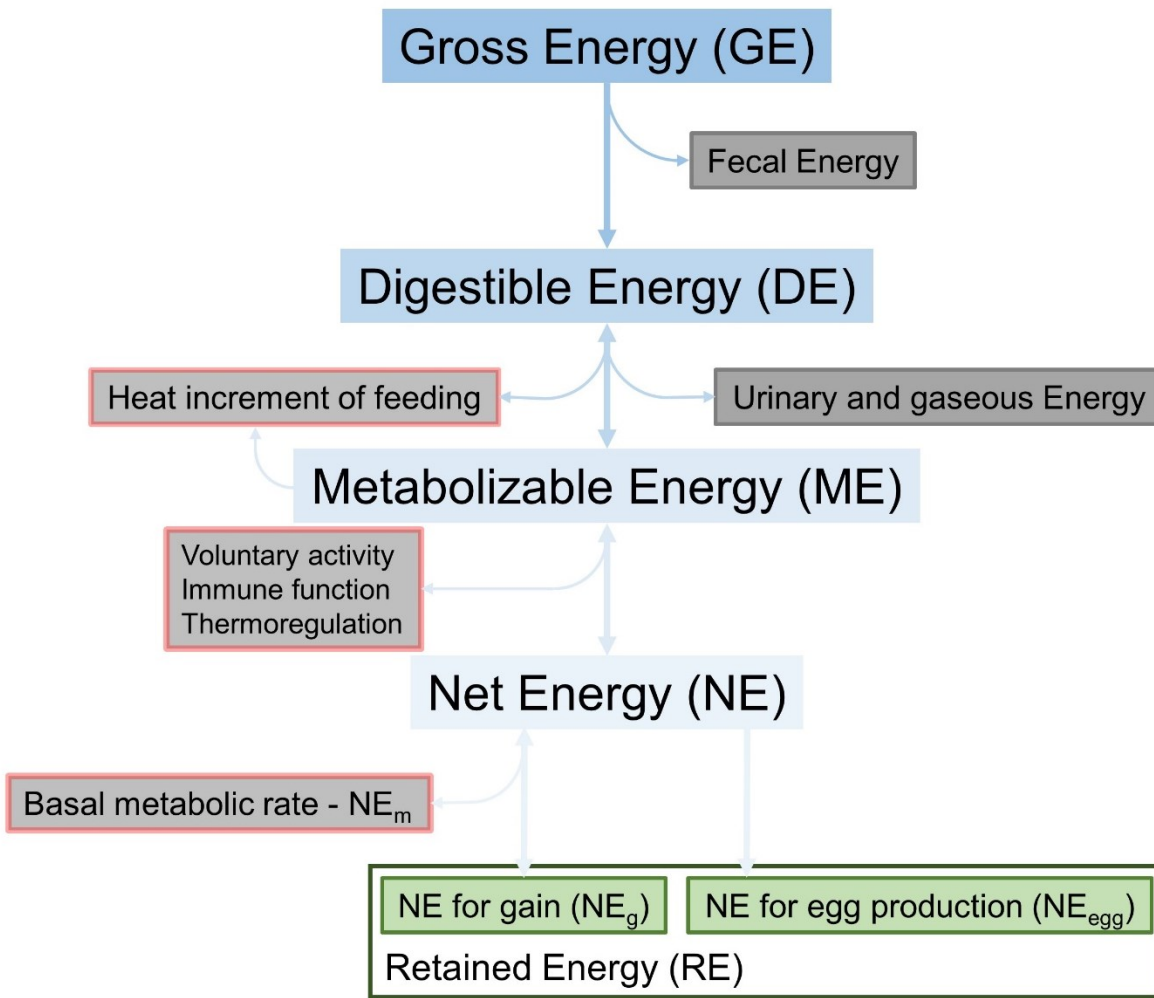 Gross Energy (GE)
Fecal Energy
Digestible Energy (DE)
Heat increment of feeding
Urinary and gaseous Energy
Metabolizable Energy (ME)
Voluntary activity
Immune function
Thermoregulation
Net Energy (NE)
Basal metabolic rate - NEm
NE for gain (NEg)
NE for egg production (NEegg)
Retained Energy (RE)